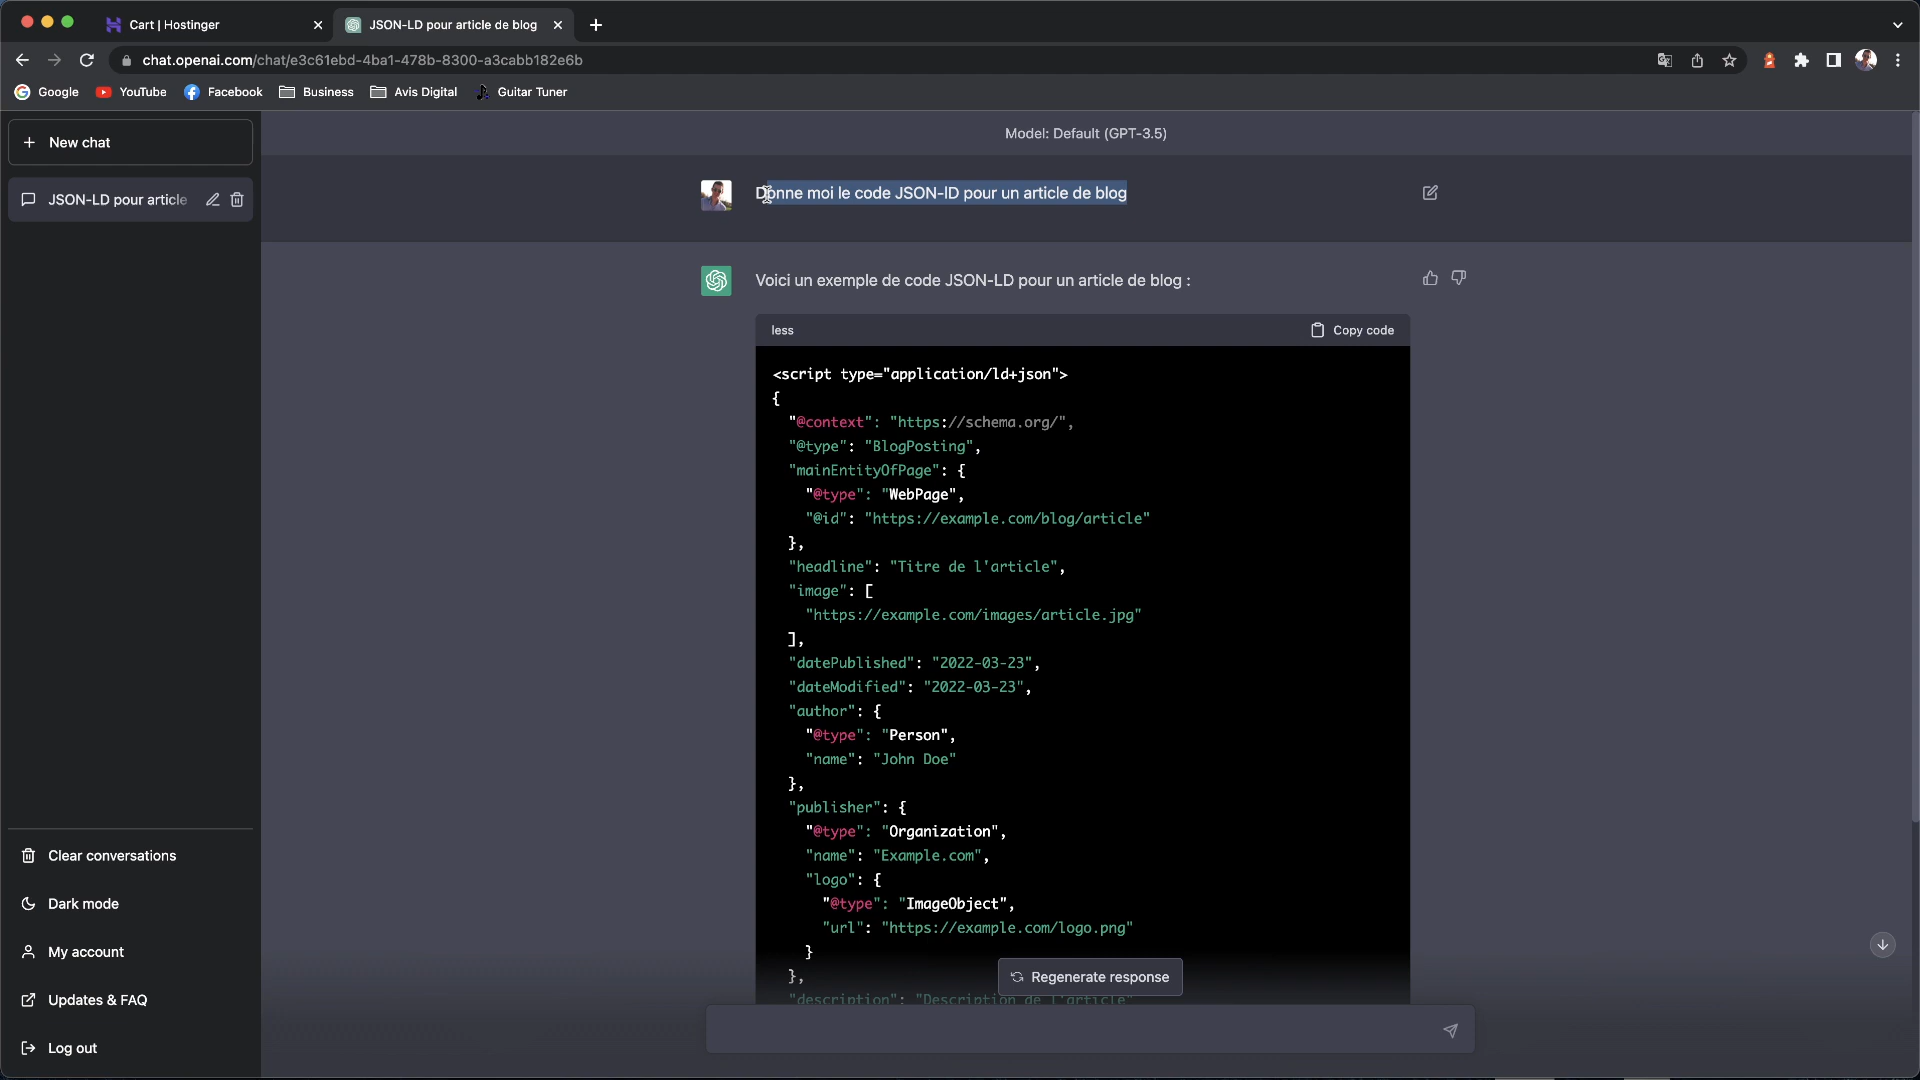 Cart | Hostinger
JSON-LD pour article de blog
chat.openai.com/chat/e3c61ebd-4ba1-478b-8300-a3cabb182e6b
Google
YouTube
Facebook
Business
Avis Digital
Guitar Tuner
New chat
JSON-LD pour article
Model: Default (GPT-3.5)
Donne moi le code JSON-lD pour un article de blog
Voici un exemple de code JSON-LD pour un article de blog :
less
Copy code
<script type="application/ld+json">
{
"@context": "https://schema.org/",
"@type": "BlogPosting",
"mainEntityOfPage": {
"@type": "WebPage",
"@id": "https://example.com/blog/article"
},
"headline": "Titre de l'article",
"image": [
"https://example.com/images/article.jpg"
],
"datePublished": "2022-03-23",
"dateModified": "2022-03-23",
"author": {
"@type": "Person",
"name": "John Doe"
},
"publisher": {
"@type": "Organization",
"name": "Example.com",
"logo": {
"@type": "ImageObject",
"url": "https://example.com/logo.png"
}
},
"description": "Description de l'article"
Regenerate response
Clear conversations
Dark mode
My account
Updates & FAQ
Log out